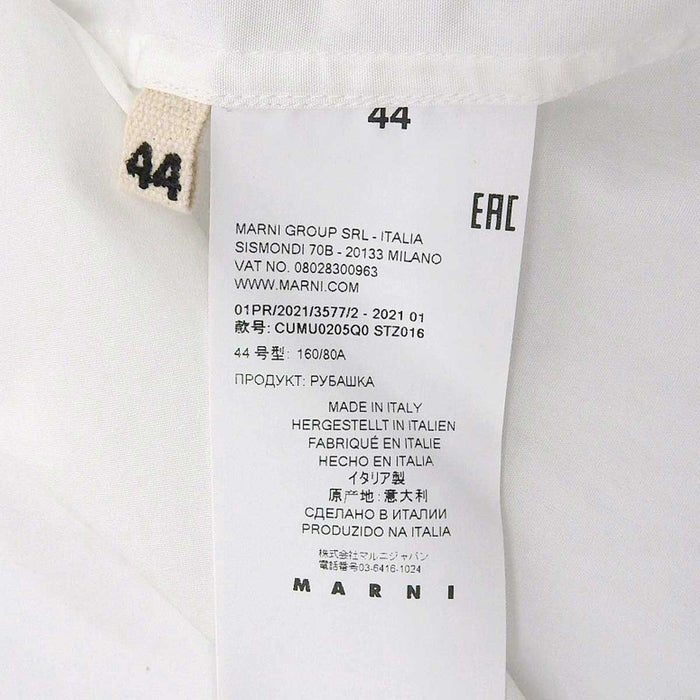 44
44
EAC
MARNI GROUP SRL - ITALIA
SISMONDI 70B - 20133 MILANO
VAT NO. 08028300963
WWW.MARNI.COM
01PR/2021/3577/2 - 2021 01
款号: CUMU0205Q0 STZ016
44 号型: 160/80A
ПРОДУКТ: РУБАШКА
MADE IN ITALY
HERGESTELLT IN ITALIEN
FABRIQUÉ EN ITALIE
HECHO EN ITALIA
イタリア製
原产地: 意大利
СДЕЛАНО В ИТАЛИИ
PRODUZIDO NA ITALIA
株式会社マルニジャパン
電話番号03-6416-1024
MARNI